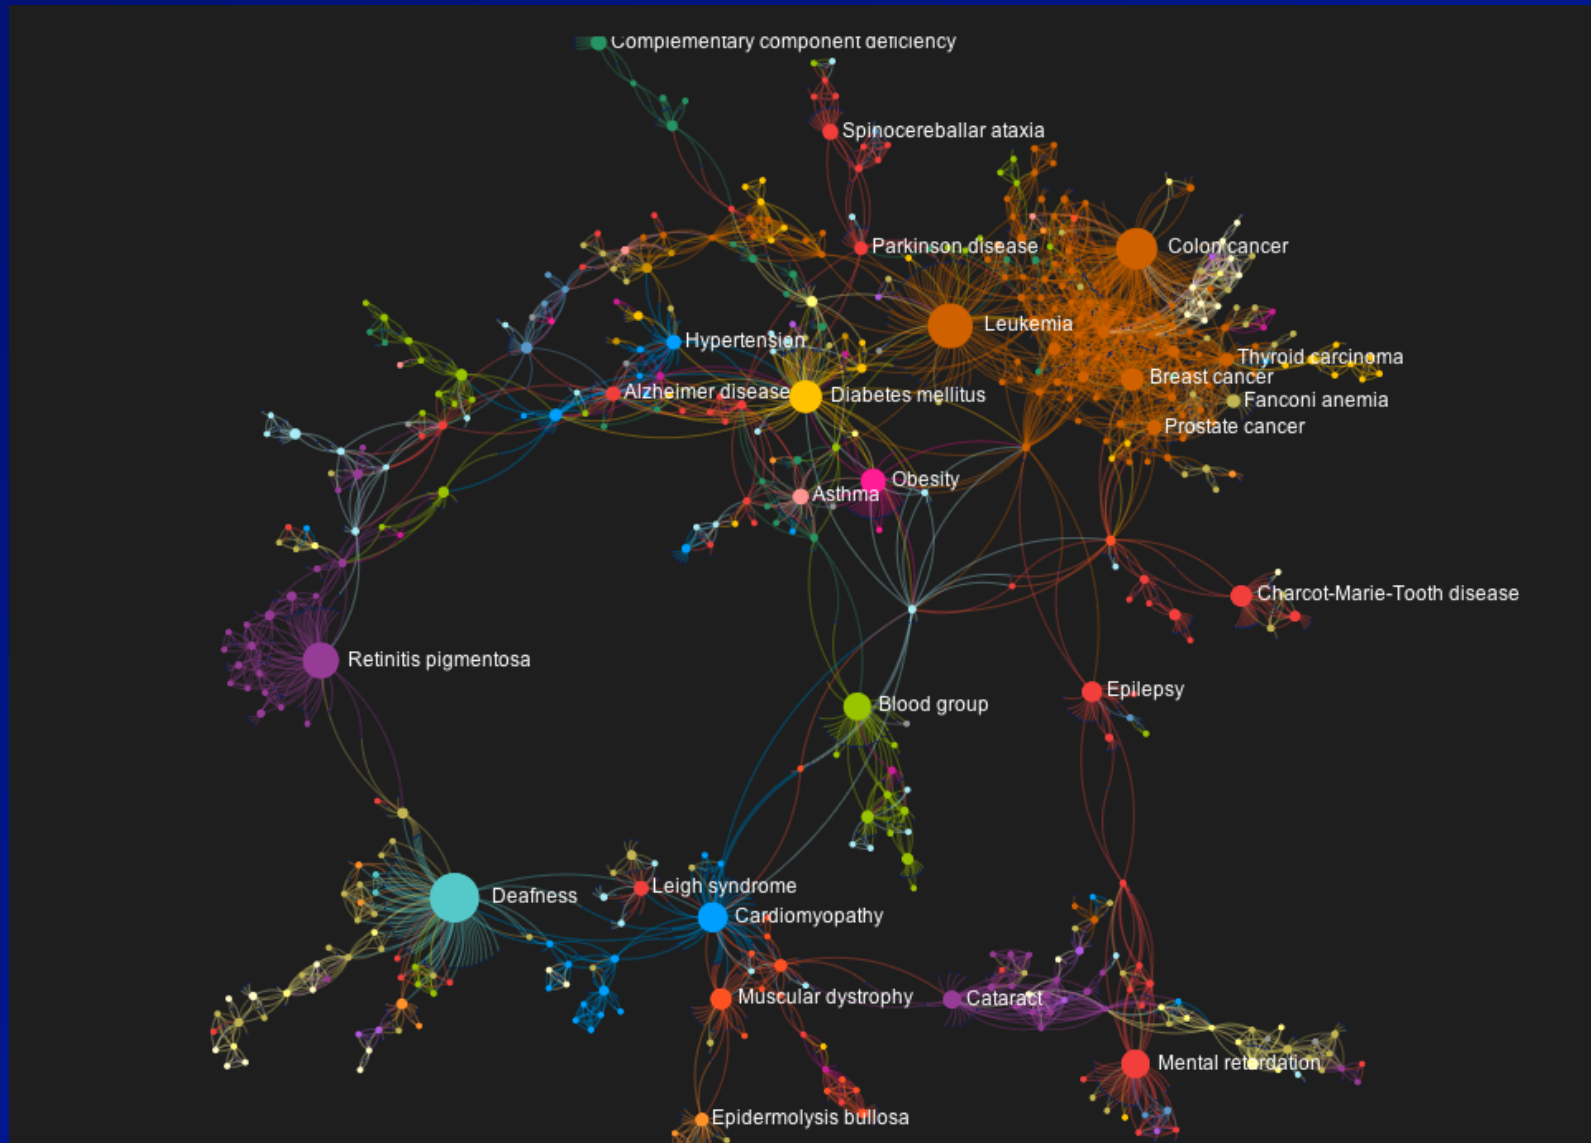 Complementary component deficiency
Spinocereballar ataxia
Parkinson disease
Colon cancer
Leukemia
Hypertension
Thyroid carcinoma
Breast cancer
Alzheimer disease
Diabetes mellitus
Fanconi anemia
Prostate cancer
Obesity
Asthma
Charcot-Marie-Tooth disease
Retinitis pigmentosa
Epilepsy
Blood group
Leigh syndrome
Deafness
Cardiomyopathy
Muscular dystrophy
Cataract
Mental retordation
Epidermolysis bullosa